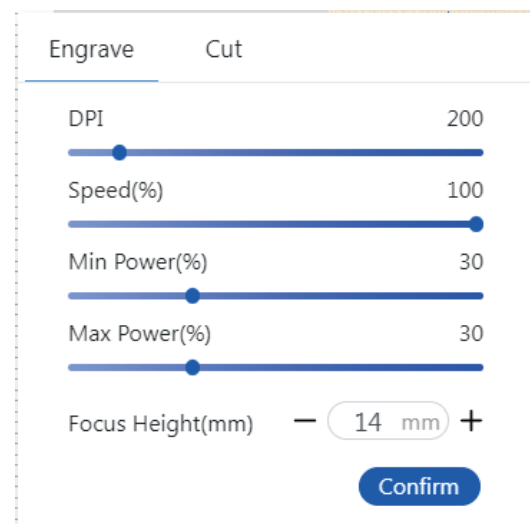 Engrave Cut
DPI 200
Speed(%) 100
Min Power(%) 30
Max Power(%) 30
Focus Height(mm) − 14 mm +
Confirm